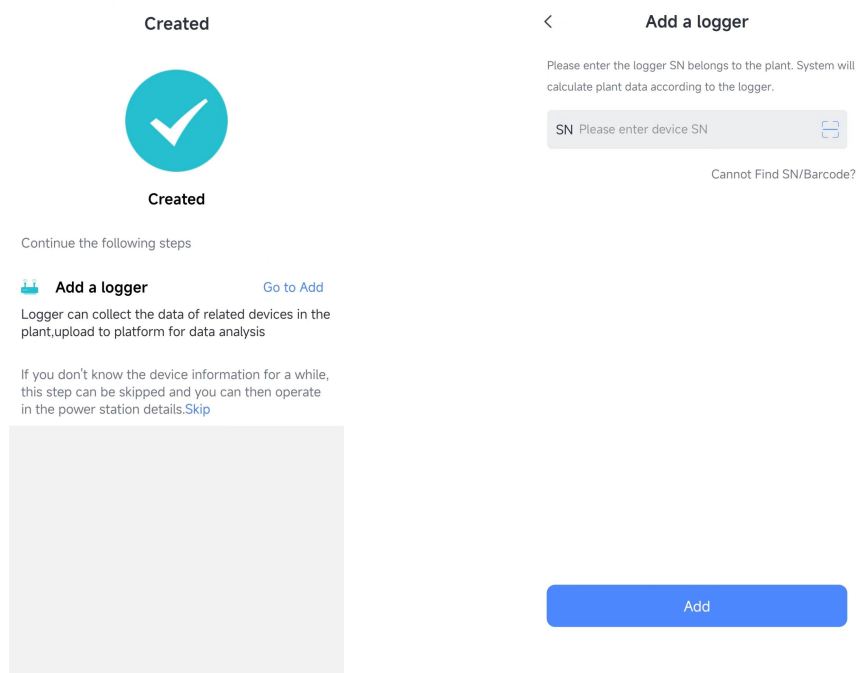 Created
Created
Continue the following steps
Add a logger
Go to Add
Logger can collect the data of related devices in the
plant,upload to platform for data analysis
If you don't know the device information for a while,
this step can be skipped and you can then operate
in the power station details.Skip
Add a logger
Please enter the logger SN belongs to the plant. System will
calculate plant data according to the logger.
SN Please enter device SN
Cannot Find SN/Barcode?
Add